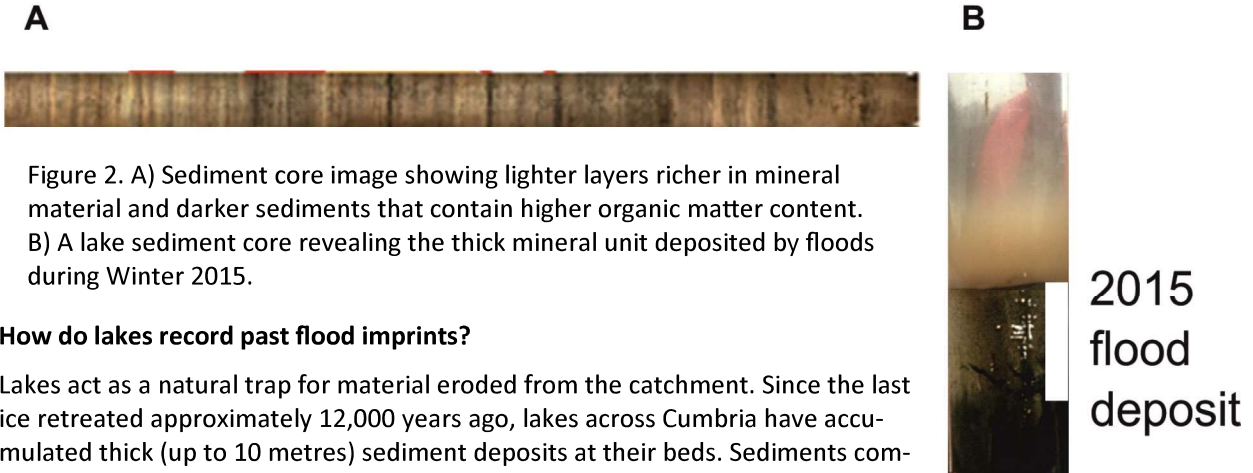 A
B
Figure 2. A) Sediment core image showing lighter layers richer in mineral
material and darker sediments that contain higher organic matter content.
B) A lake sediment core revealing the thick mineral unit deposited by floods
during Winter 2015.
2015
flood
deposit
How do lakes record past flood imprints?
Lakes act as a natural trap for material eroded from the catchment. Since the last
ice retreated approximately 12,000 years ago, lakes across Cumbria have accu-
mulated thick (up to 10 metres) sediment deposits at their beds. Sediments com-